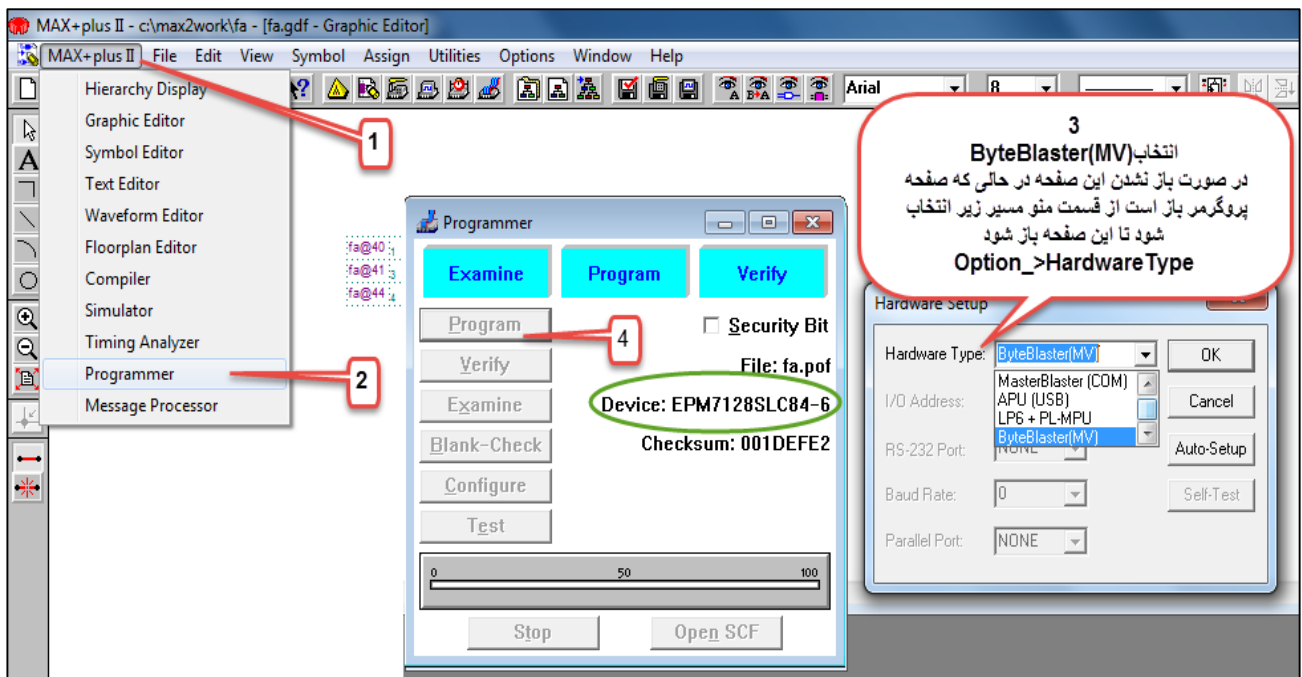 MAX+plus II - c:\max2work\fa - [fa.gdf - Graphic Editor]
MAX+plus II File Edit View Symbol Assign Utilities Options Window Help
Arial 8
Hierarchy Display
Graphic Editor
Symbol Editor
Text Editor
Waveform Editor
Floorplan Editor
Compiler
Simulator
Timing Analyzer
Programmer
Message Processor
1
2
fa@40 1
fa@41 3
fa@44 4
Programmer
Examine Program Verify
Program
Security Bit
4
Verify
File: fa.pof
Examine
Device: EPM7128SLC84-6
Blank-Check
Checksum: 001DEFE2
Configure
Test
0 50 100
Stop Open SCF
3
انتخاب ByteBlaster(MV)
در صورت باز نشدن این صفحه در حالی که صفحه
پروگرمر باز است از قسمت منو مسیر زیر انتخاب
شود تا این صفحه باز شود
Option_>HardwareType
Hardware Setup
Hardware Type: ByteBlaster(MV) OK
MasterBlaster (COM)
APU (USB)
LP6 + PL-MPU
ByteBlaster(MV)
I/O Address: Cancel
RS-232 Port: NONE Auto-Setup
Baud Rate: 0 Self-Test
Parallel Port: NONE